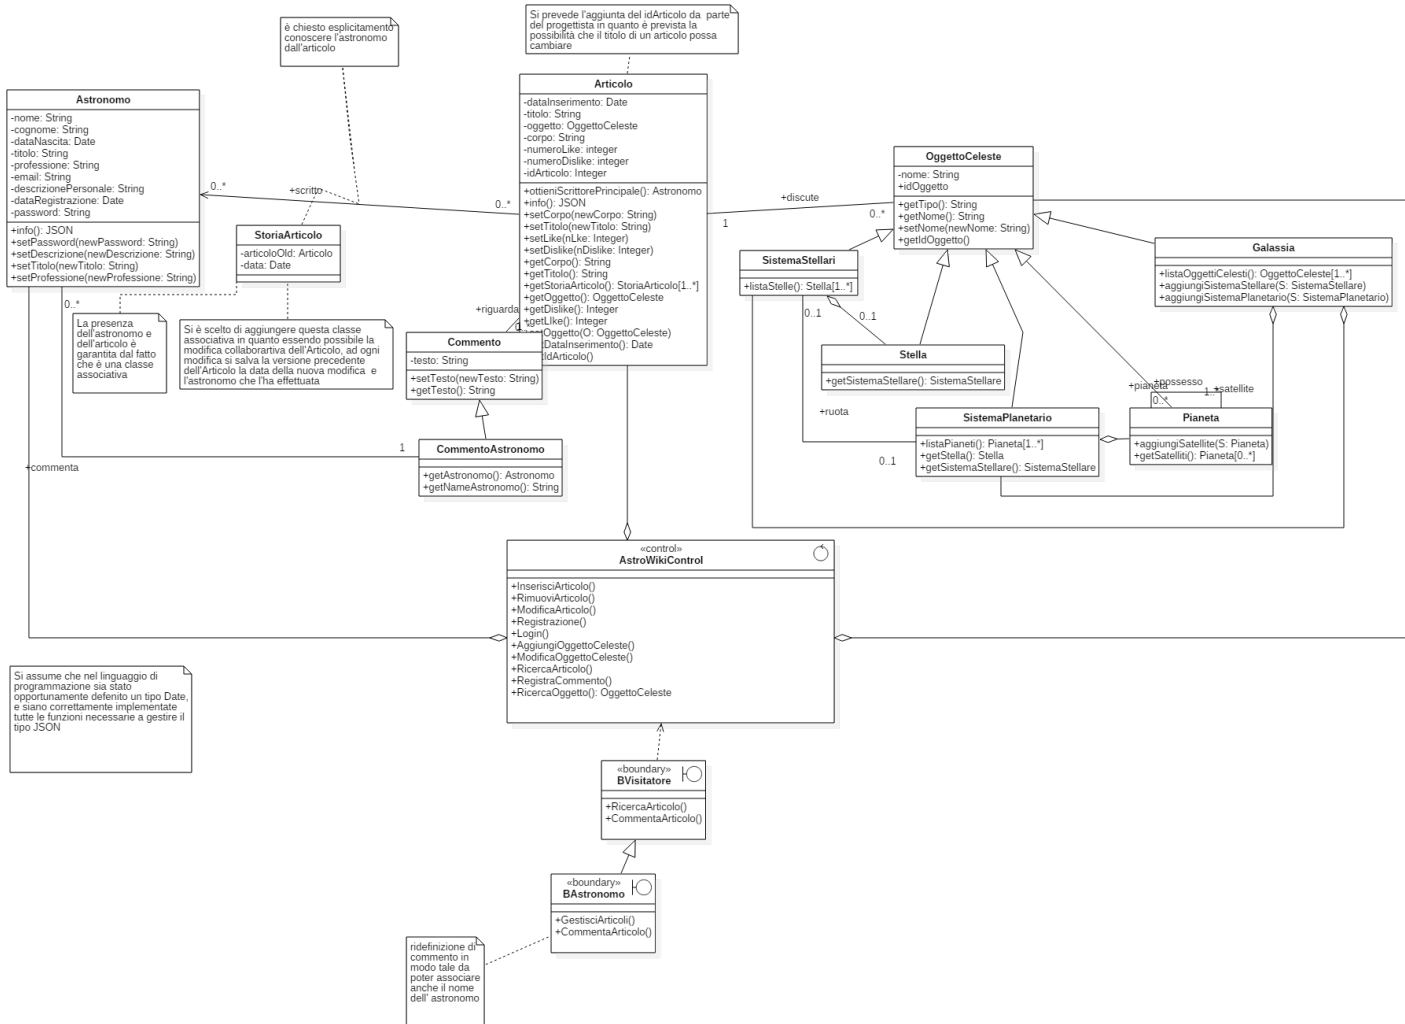 è chiesto esplicitamento
conoscere l'astronomo
dall'articolo
Si prevede l'aggiunta del idArticolo da parte
del progettista in quanto è prevista la
possibilità che il titolo di un articolo possa
cambiare
Astronomo
-nome: String
-cognome: String
-dataNascita: Date
-titolo: String
-professione: String
-email: String
-descrizionePersonale: String
-dataRegistrazione: Date
-password: String
+info(): JSON
+setPassword(newPassword: String)
+setDescrizione(newDescrizione: String)
+setTitolo(newTitolo: String)
+setProfessione(newProfessione: String)
0..*
+scritto
0..*
Articolo
-dataInserimento: Date
-titolo: String
-oggetto: OggettoCeleste
-corpo: String
-numeroLike: integer
-numeroDislike: integer
-idArticolo: Integer
+ottieniScrittorePrincipale(): Astronomo
+info(): JSON
+setCorpo(newCorpo: String)
+setTitolo(newTitolo: String)
+setLike(nLke: Integer)
+setDislike(nDislike: Integer)
+getCorpo(): String
+getTitolo(): String
+getStoriaArticolo(): StoriaArticolo[1..*]
+getOggetto(): OggettoCeleste
+getDislike(): Integer
+getLIke(): Integer
etOggetto(O: OggettoCeleste)
tDataInserimento(): Date
tIdArticolo()
+discute
1
0..*
OggettoCeleste
-nome: String
+idOggetto
+getTipo(): String
+getNome(): String
+setNome(newNome: String)
+getIdOggetto()
StoriaArticolo
-articoloOld: Articolo
-data: Date
SistemaStellari
+listaStelle(): Stella[1..*]
Galassia
+listaOggettiCelesti(): OggettoCeleste[1..*]
+aggiungiSistemaStellare(S: SistemaStellare)
+aggiungiSistemaPlanetario(S: SistemaPlanetario)
0..*
La presenza
dell'astronomo e
dell'articolo è
garantita dal fatto
che è una classe
associativa
Si è scelto di aggiungere questa classe
associativa in quanto essendo possibile la
modifica collaborartiva dell'Articolo, ad ogni
modifica si salva la versione precedente
dell'Articolo la data della nuova modifica e
l'astronomo che l'ha effettuata
+riguarda
Commento
-testo: String
+setTesto(newTesto: String)
+getTesto(): String
0..1
0..1
Stella
+getSistemaStellare(): SistemaStellare
+pianeta
+possesso
+satellite
0..*
1..*
+ruota
SistemaPlanetario
+listaPianeti(): Pianeta[1..*]
+getStella(): Stella
+getSistemaStellare(): SistemaStellare
0..1
Pianeta
+aggiungiSatellite(S: Pianeta)
+getSatelliti(): Pianeta[0..*]
1
CommentoAstronomo
+getAstronomo(): Astronomo
+getNameAstronomo(): String
+commenta
«control»
AstroWikiControl
+InserisciArticolo()
+RimuoviArticolo()
+ModificaArticolo()
+Registrazione()
+Login()
+AggiungiOggettoCeleste()
+ModificaOggettoCeleste()
+RicercaArticolo()
+RegistraCommento()
+RicercaOggetto(): OggettoCeleste
Si assume che nel linguaggio di
programmazione sia stato
opportunamente defenito un tipo Date,
e siano correttamente implementate
tutte le funzioni necessarie a gestire il
tipo JSON
«boundary»
BVisitatore
+RicercaArticolo()
+CommentaArticolo()
«boundary»
BAstronomo
+GestisciArticoli()
+CommentaArticolo()
ridefinizione di
commento in
modo tale da
poter associare
anche il nome
dell' astronomo